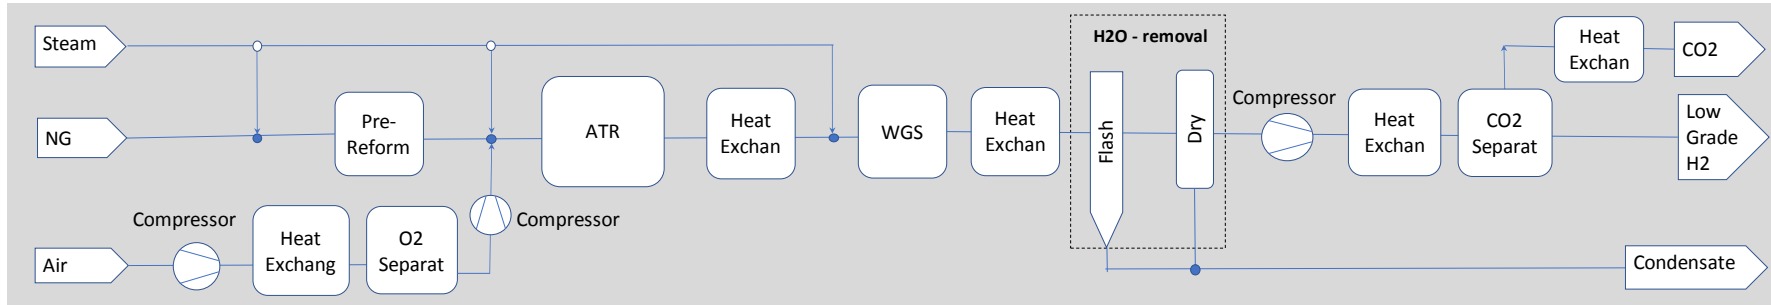 Steam
H2O - removal
Heat
Exchan
CO2
NG
Pre-
Reform
ATR
Heat
Exchan
WGS
Heat
Exchan
Flash
Dry
Compressor
Heat
Exchan
CO2
Separat
Low
Grade
H2
Compressor
Compressor
Air
Heat
Exchang
O2
Separat
Condensate